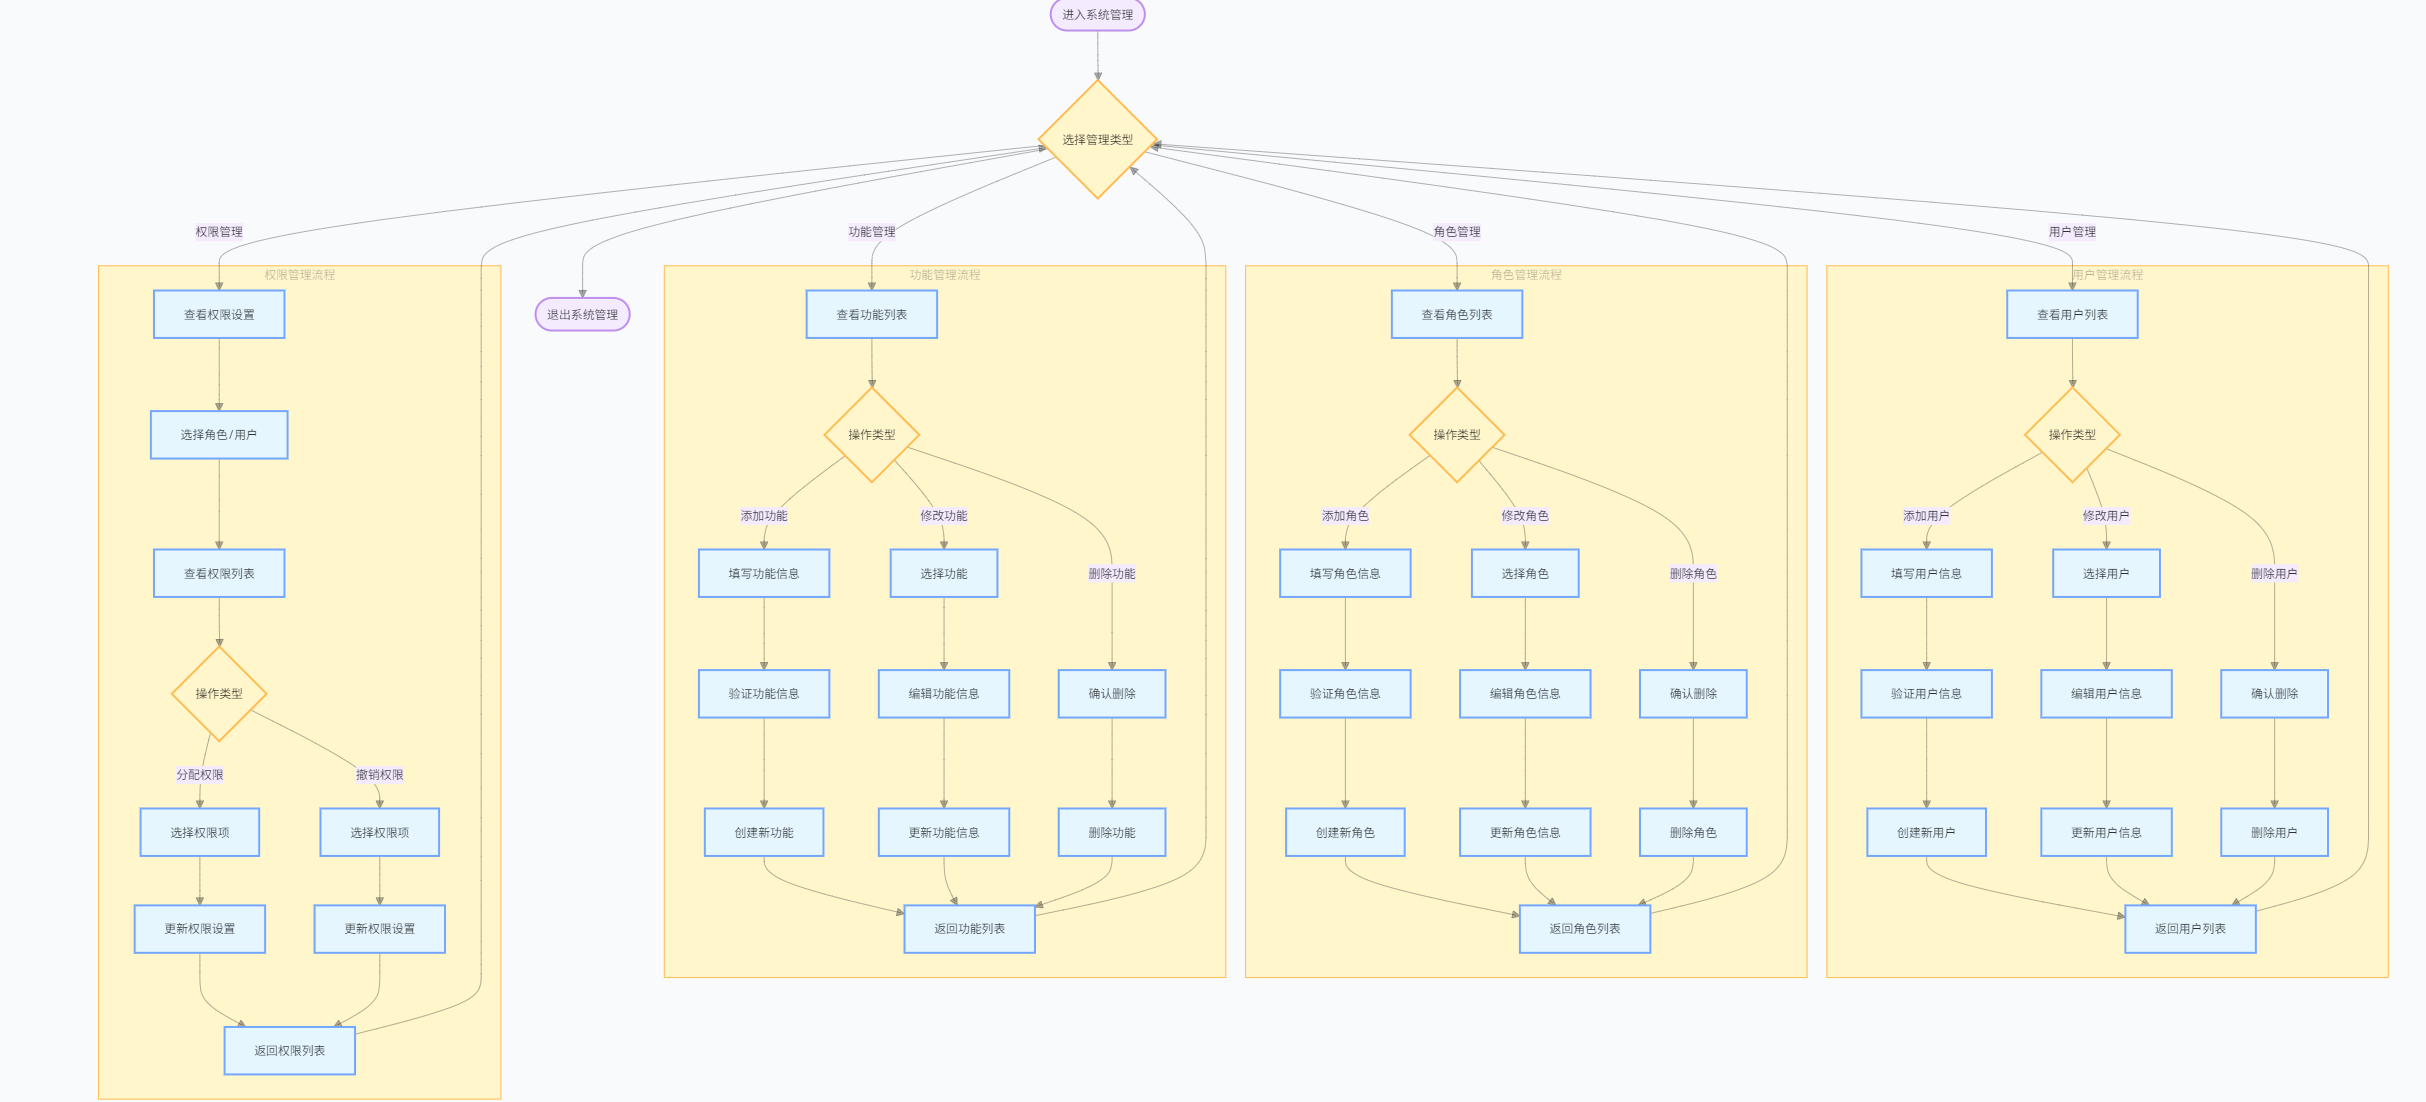 进入系统管理
选择管理类型
权限管理
功能管理
角色管理
用户管理
权限管理流程
查看权限设置
选择角色/用户
查看权限列表
操作类型
分配权限
撤销权限
选择权限项
选择权限项
更新权限设置
更新权限设置
返回权限列表
退出系统管理
功能管理流程
查看功能列表
操作类型
添加功能
修改功能
删除功能
填写功能信息
选择功能
验证功能信息
编辑功能信息
确认删除
创建新功能
更新功能信息
删除功能
返回功能列表
角色管理流程
查看角色列表
操作类型
添加角色
修改角色
删除角色
填写角色信息
选择角色
验证角色信息
编辑角色信息
确认删除
创建新角色
更新角色信息
删除角色
返回角色列表
用户管理流程
查看用户列表
操作类型
添加用户
修改用户
删除用户
填写用户信息
选择用户
验证用户信息
编辑用户信息
确认删除
创建新用户
更新用户信息
删除用户
返回用户列表